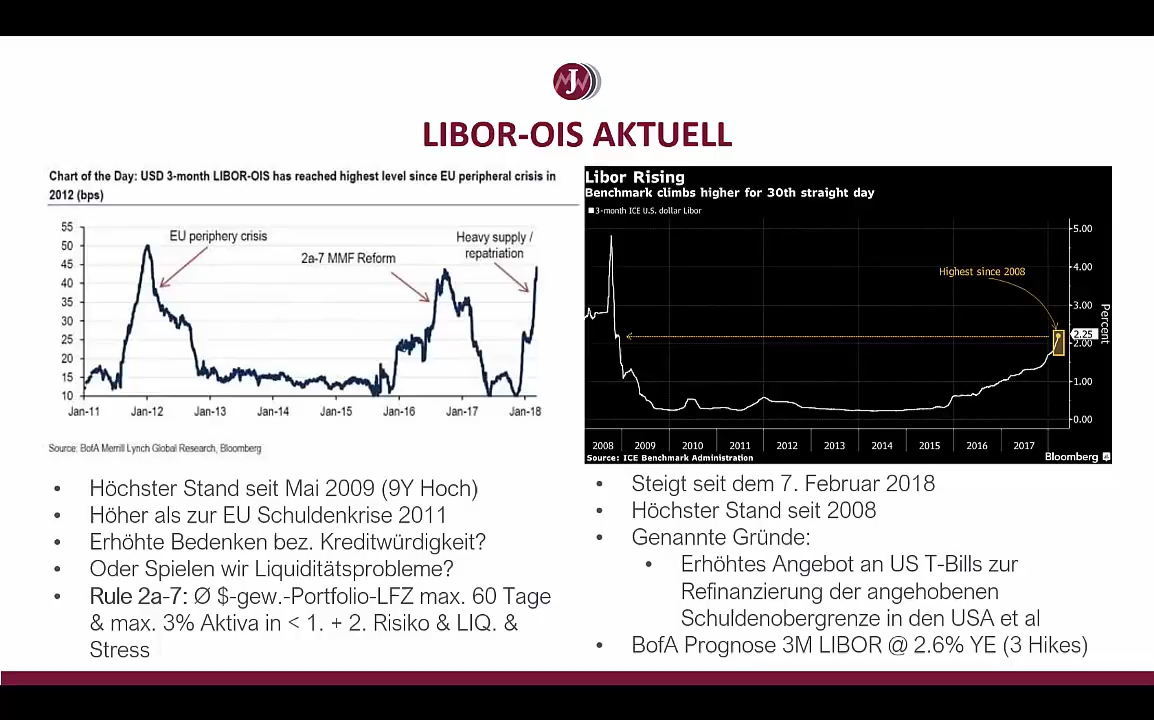 J
LIBOR-OIS AKTUELL
Chart of the Day: USD 3-month LIBOR-OIS has reached highest level since EU peripheral crisis in
2012 (bps)
55
50
45
40
35
30
25
20
15
10
EU periphery crisis
2a-7 MMF Reform
Heavy supply /
repatriation
Jan-11 Jan-12 Jan-13 Jan-14 Jan-15 Jan-16 Jan-17 Jan-18
Source: BofA Merrill Lynch Global Research, Bloomberg
• Höchster Stand seit Mai 2009 (9Y Hoch)
• Höher als zur EU Schuldenkrise 2011
• Erhöhte Bedenken bez. Kreditwürdigkeit?
• Oder Spielen wir Liquiditätsprobleme?
• Rule 2a-7: Ø $-gew.-Portfolio-LFZ max. 60 Tage
& max. 3% Aktiva in < 1. + 2. Risiko & LIQ. &
Stress
Libor Rising
Benchmark climbs higher for 30th straight day
3-month ICE U.S. dollar Libor
Highest since 2008
5.00
4.00
3.00
2.25
2.00
1.00
0.00
Percent
2008 2009 2010 2011 2012 2013 2014 2015 2016 2017
Source: ICE Benchmark Administration
Bloomberg
• Steigt seit dem 7. Februar 2018
• Höchster Stand seit 2008
• Genannte Gründe:
• Erhöhtes Angebot an US T-Bills zur
Refinanzierung der angehobenen
Schuldenobergrenze in den USA et al
• BofA Prognose 3M LIBOR @ 2.6% YE (3 Hikes)